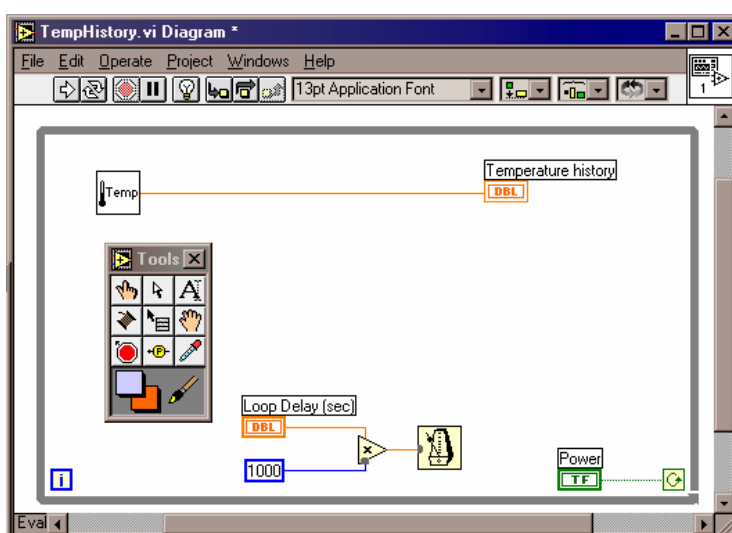 TempHistory.vi Diagram *
File Edit Operate Project Windows Help
13pt Application Font
1
Temperature history
DBL
Temp
Tools
A
P
Loop Delay (sec)
DBL
x
1000
Power
TF
i
Eval